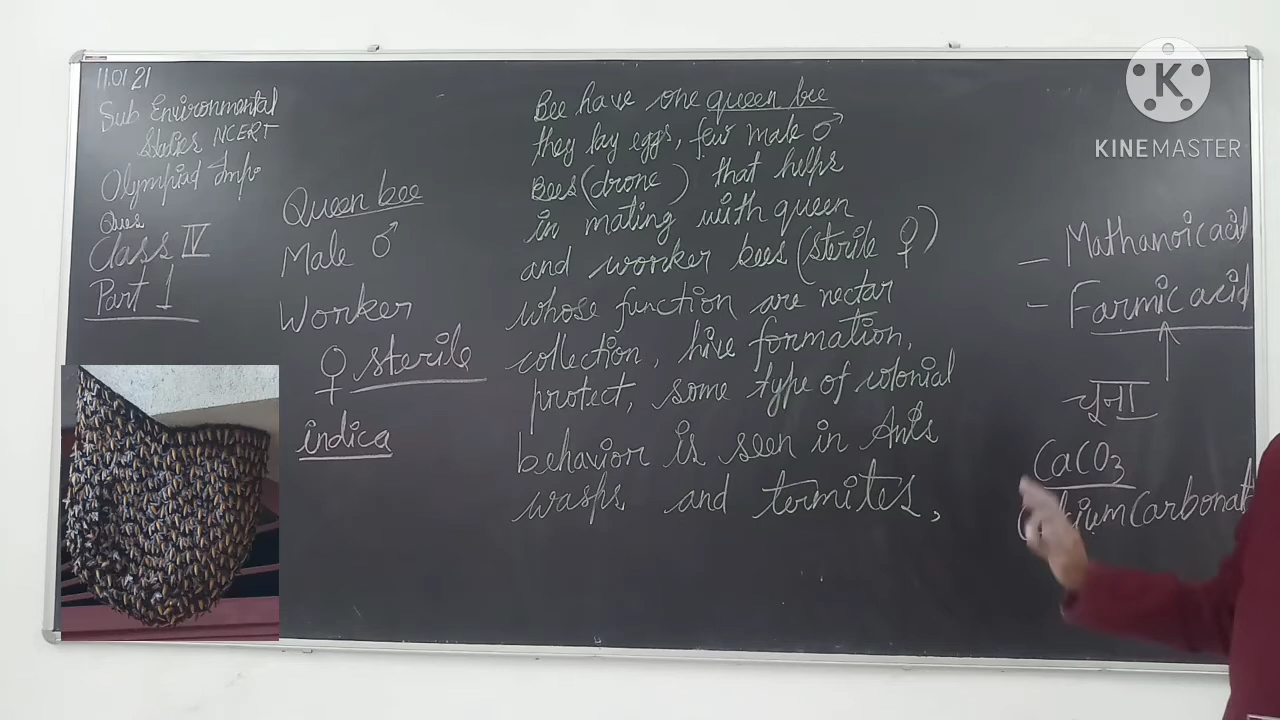 11.01.21
Sub Environmental
NCERT
Olympiad Imp.
Ques
Class IV
Part 1
Queen bee
Male ♂
Worker
♀ sterile
indica
Bee have one queen bee
they lay eggs, few male ♂
Bees (drone ) that helps
in mating with queen
and worker bees (sterile ♀)
whose function are nectar
collection, hive formation,
protect, some type of colonial
behavior is seen in Ants
wasps and termites,
K
KINEMASTER
- Mathanoic acid
- Farmic acid
चूना
CaCO3
Carbonat